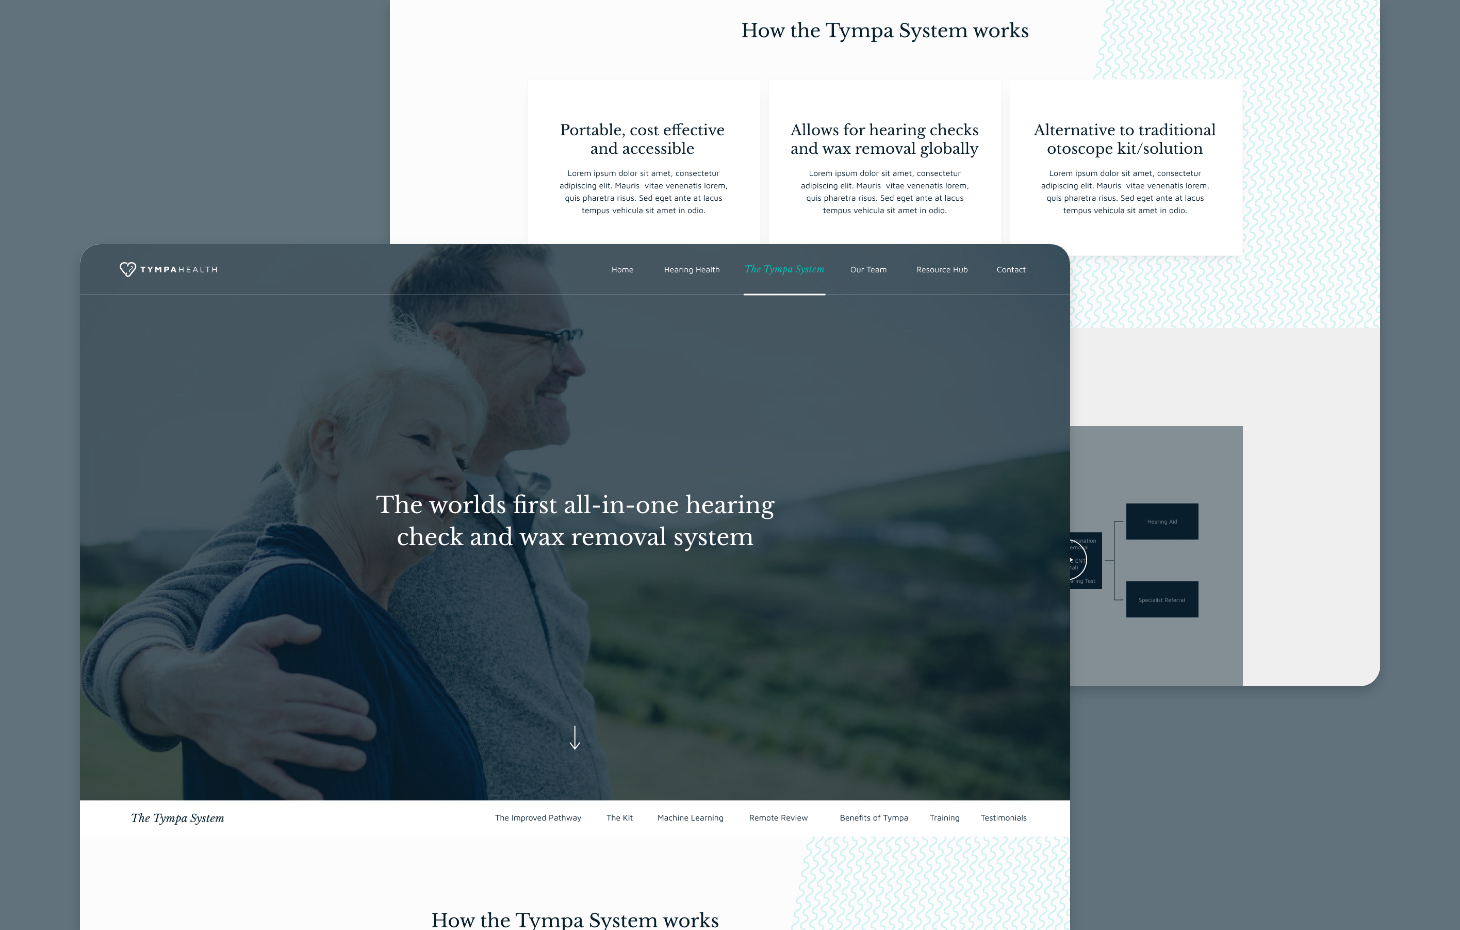 How the Tympa System works
Portable, cost effective
and accessible
Lorem ipsum dolor sit amet, consectetur
adipiscing elit. Mauris vitae venenatis lorem,
quis pharetra risus. Sed eget ante at lacus
tempus vehicula sit amet in odio.
Allows for hearing checks
and wax removal globally
Lorem ipsum dolor sit amet, consectetur
adipiscing elit. Mauris vitae venenatis lorem,
quis pharetra risus. Sed eget ante at lacus
tempus vehicula sit amet in odio.
Alternative to traditional
otoscope kit/solution
Lorem ipsum dolor sit amet, consectetur
adipiscing elit. Mauris vitae venenatis lorem,
quis pharetra risus. Sed eget ante at lacus
tempus vehicula sit amet in odio.
TYMPAHEALTH
Home Hearing Health The Tympa System Our Team Resource Hub Contact
The worlds first all-in-one hearing
check and wax removal system
Hearing Aid
ENT
Test
Specialist Referral
The Tympa System
The Improved Pathway The Kit Machine Learning Remote Review Benefits of Tympa Training Testimonials
How the Tympa System works